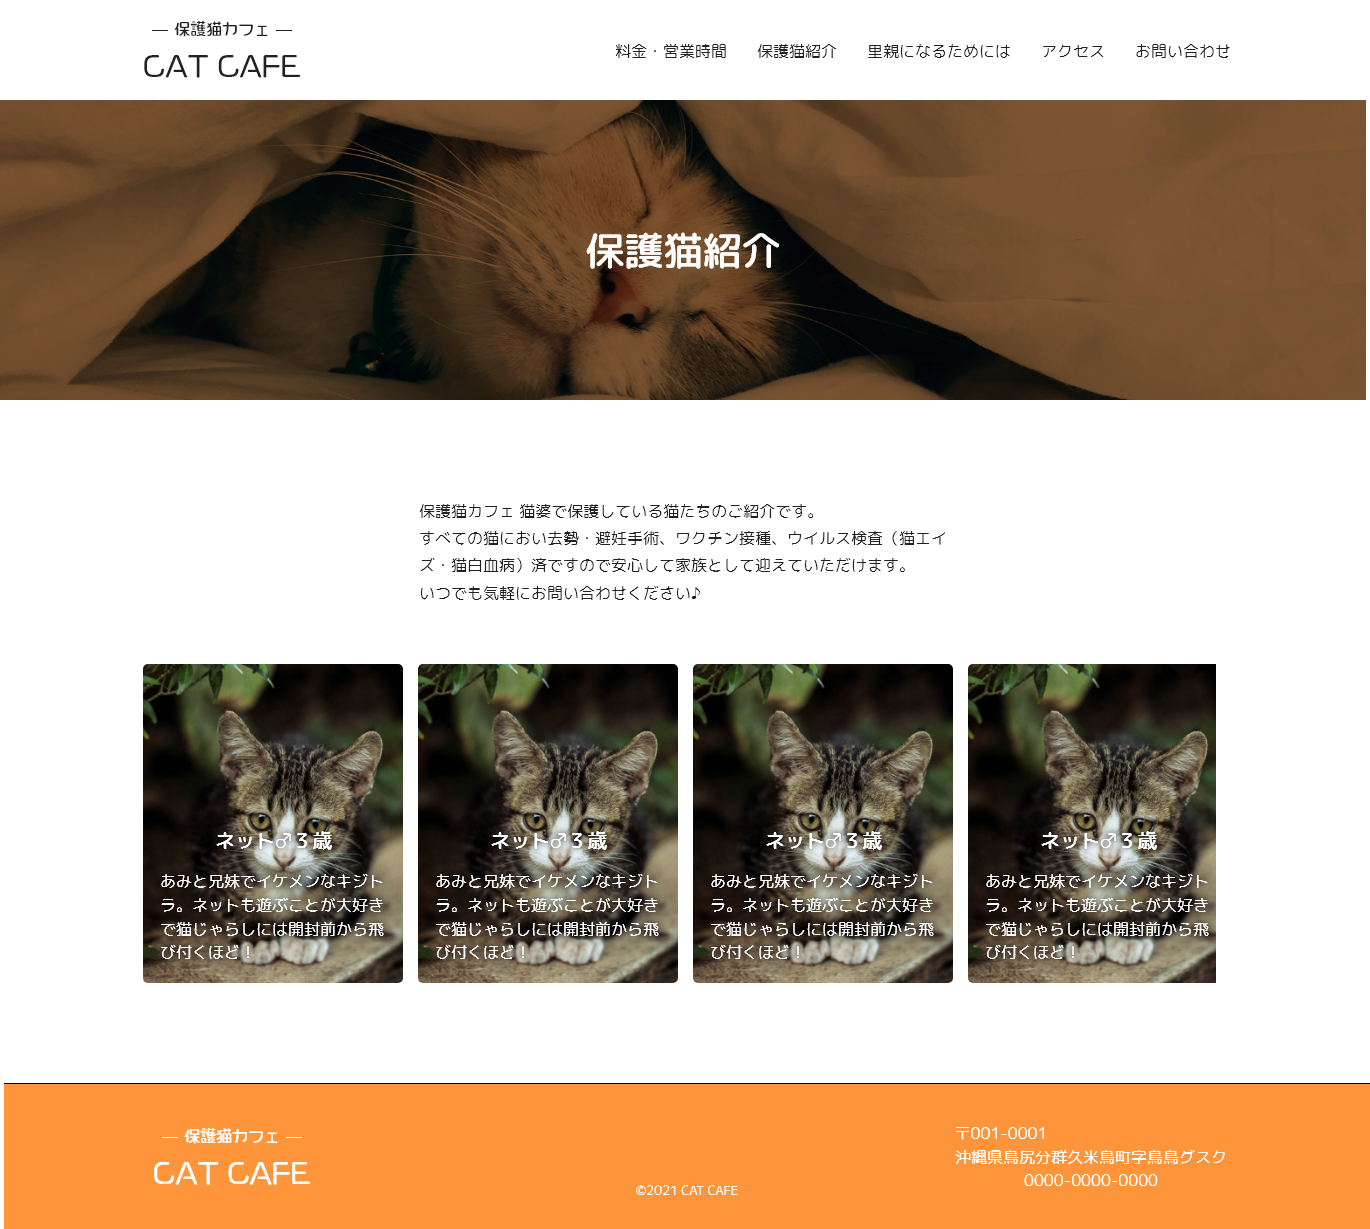 — 保護猫カフェ —
CAT CAFE
料金・営業時間 保護猫紹介 里親になるためには アクセス お問い合わせ
保護猫紹介
保護猫カフェ 猫婆で保護している猫たちのご紹介です。
すべての猫におい去勢・避妊手術、ワクチン接種、ウイルス検査（猫エイ
ズ・猫白血病）済ですので安心して家族として迎えていただけます。
いつでも気軽にお問い合わせください♪
ネット♂３歳
あみと兄妹でイケメンなキジト
ラ。ネットも遊ぶことが大好き
で猫じゃらしには開封前から飛
び付くほど！
ネット♂３歳
あみと兄妹でイケメンなキジト
ラ。ネットも遊ぶことが大好き
で猫じゃらしには開封前から飛
び付くほど！
ネット♂３歳
あみと兄妹でイケメンなキジト
ラ。ネットも遊ぶことが大好き
で猫じゃらしには開封前から飛
び付くほど！
ネット♂３歳
あみと兄妹でイケメンなキジト
ラ。ネットも遊ぶことが大好き
で猫じゃらしには開封前から飛
び付くほど！
— 保護猫カフェ —
CAT CAFE
©2021 CAT CAFE
〒001-0001
沖縄県島尻分群久米島町字鳥島グスク
0000-0000-0000